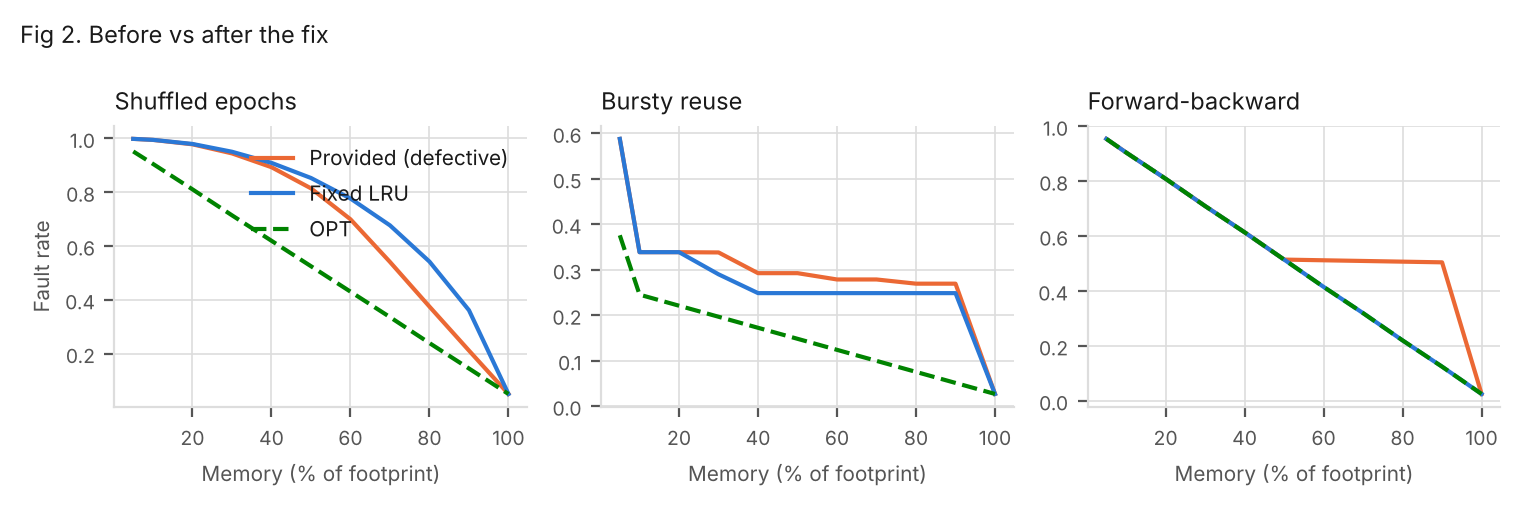 Fig 2. Before vs after the fix
Shuffled epochs
Bursty reuse
Forward-backward
Fault rate
1.0
0.8
0.6
0.4
0.2
Provided (defective)
Fixed LRU
OPT
20 40 60 80 100
Memory (% of footprint)
0.6
0.5
0.4
0.3
0.2
0.1
0.0
20 40 60 80 100
Memory (% of footprint)
1.0
0.8
0.6
0.4
0.2
0.0
20 40 60 80 100
Memory (% of footprint)